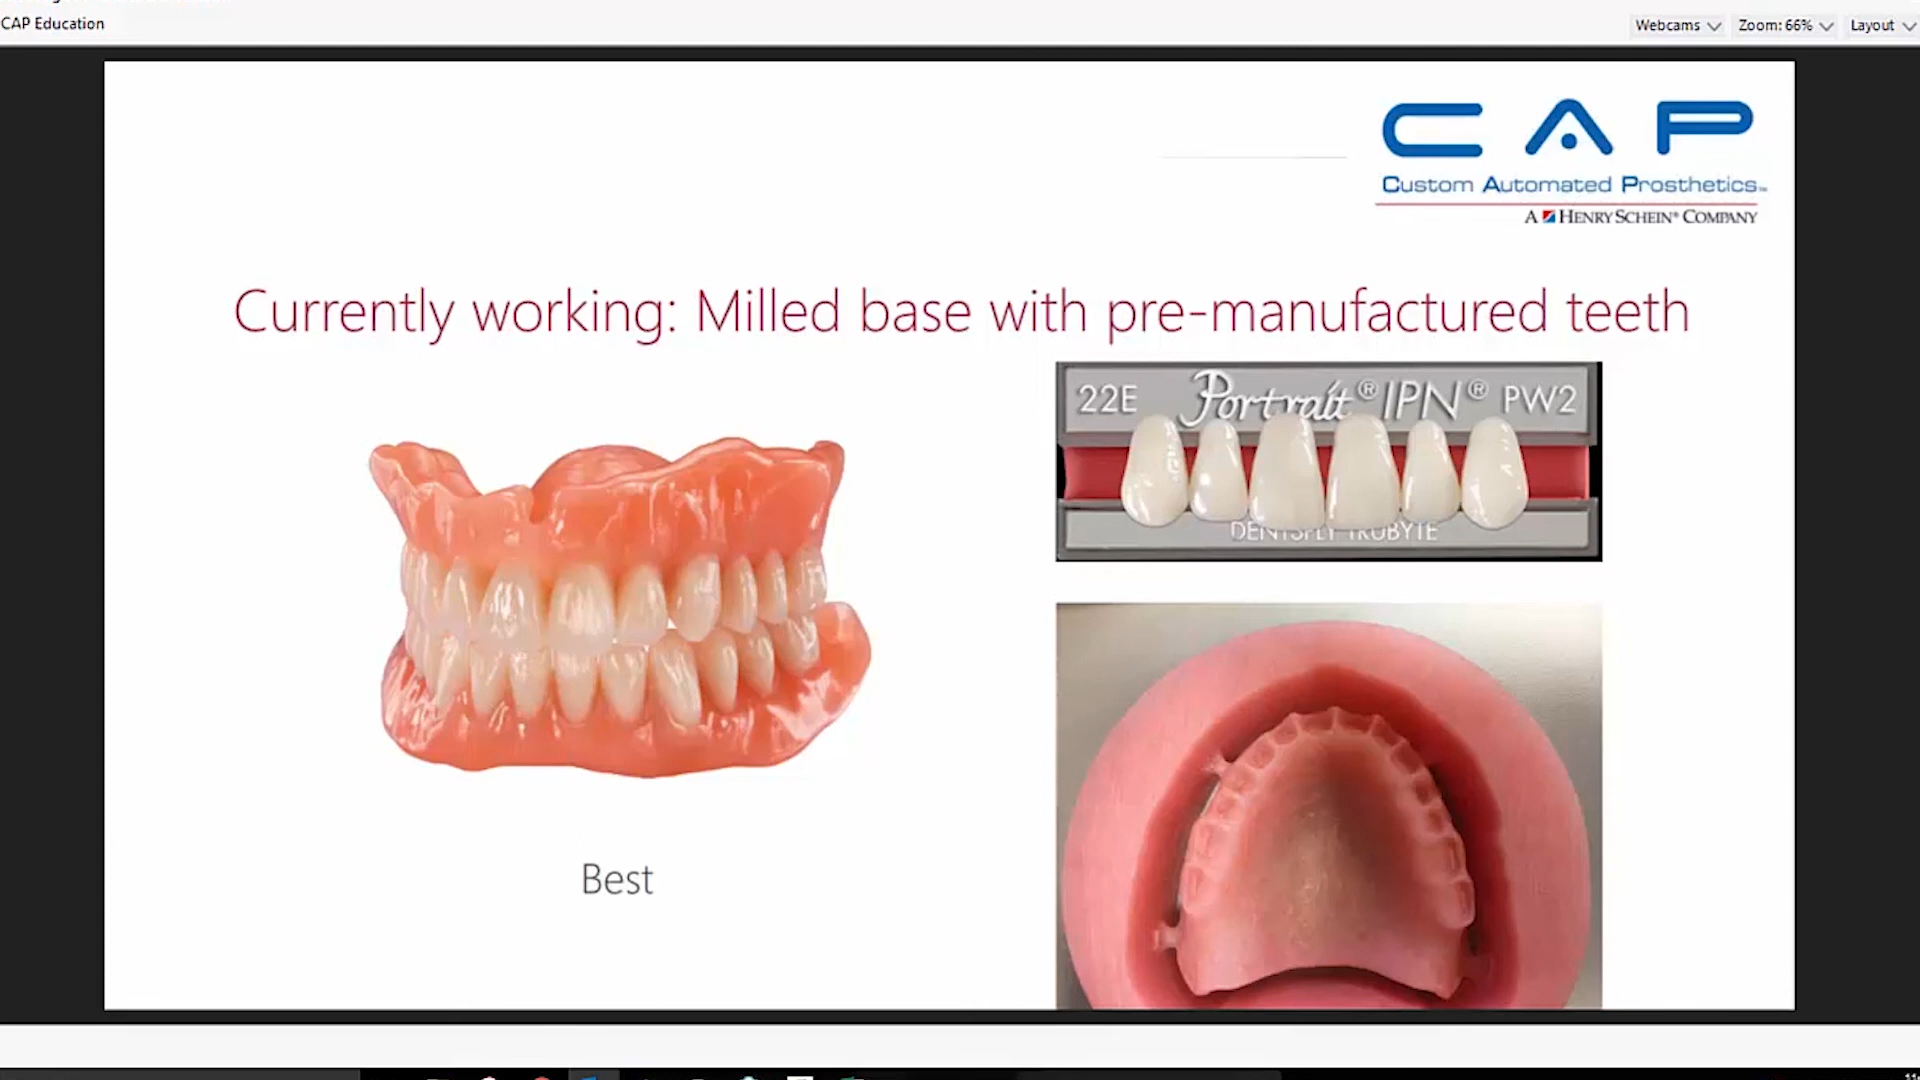 CAP Education
Webcams
Zoom: 66%
Layout
CAP
Custom Automated Prosthetics™
A HENRY SCHEIN® COMPANY
Currently working: Milled base with pre-manufactured teeth
22E Portrait® IPN® PW2
DENTSPLY TRUBYTE
Best